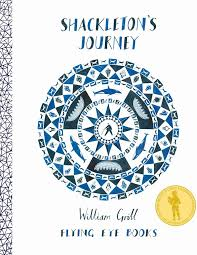 SHACKLETON'S
JOURNEY
William Grill
FLYING EYE BOOKS